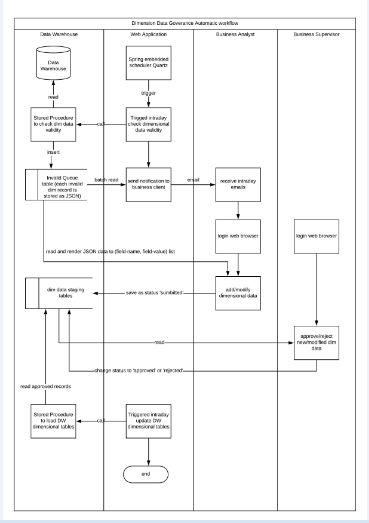 Dimension Data Goverance Automatic workflow
Data Warehouse
Web Application
Business Analyst
Business Supervisor
Data
Warehouse
Spring embedded
scheduler Quartz
read
trigger
Stored Procedure
to check dim data
validity
call
Trigged intraday
check dimensional
data validity
insert
Invalid Queue
table (each invalid
dim record is
stored as JSON)
batch read
send notification to
business client
email
receive intraday
emails
login web browser
login web browser
read and render JSON data to (field-name, field-value) list
dim data staging
tables
save as status 'sumbitted'
add/modify
dimensional data
read
approve/reject
new/modified dim
data
change status to 'approved' or 'rejected'
read approved records
Stored Procedure
to load DW
dimensional tables
call
Triggered intraday
update DW
dimensional tables
end